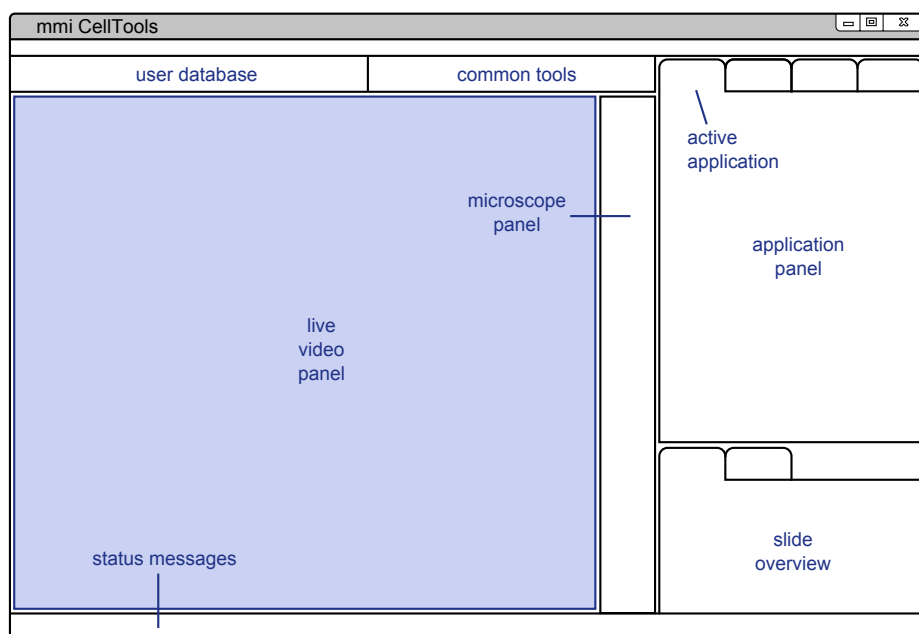 mmi CellTools
user database
common tools
active
application
microscope
panel
application
panel
live
video
panel
status messages
slide
overview